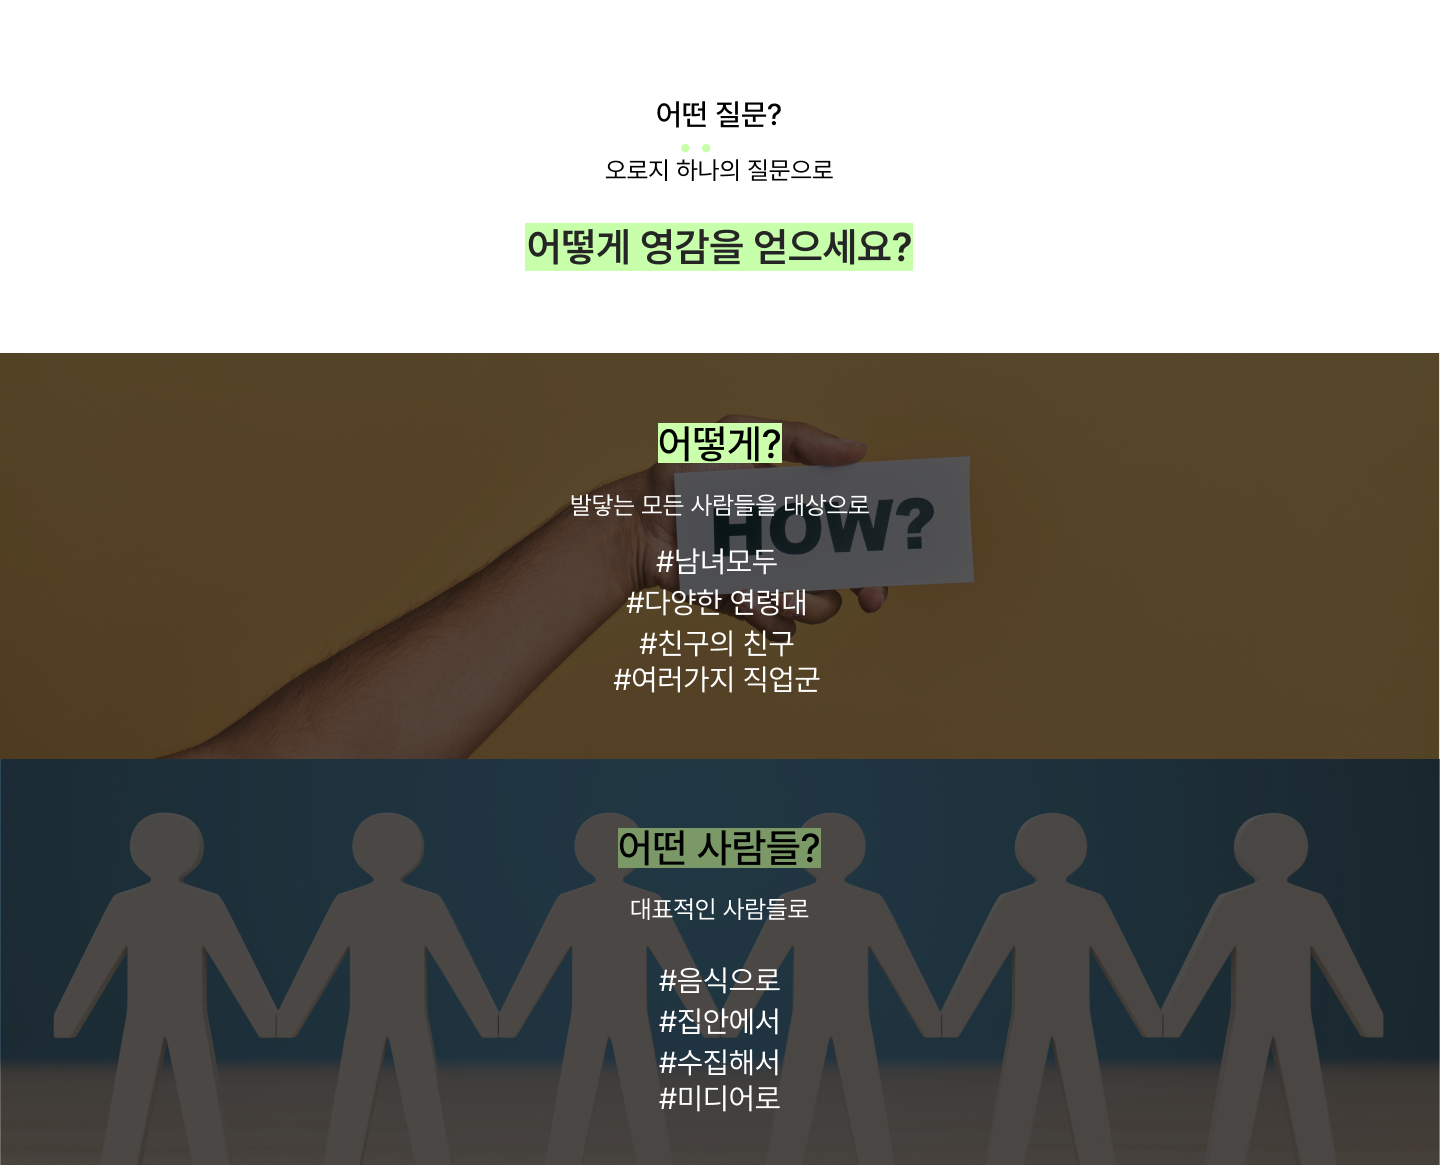 어떤 질문?
오로지 하나의 질문으로
어떻게 영감을 얻으세요?
어떻게?
발닿는 모든 사람들을 대상으로
HOW?
#남녀모두
#다양한 연령대
#친구의 친구
#여러가지 직업군
어떤 사람들?
대표적인 사람들로
#음식으로
#집안에서
#수집해서
#미디어로